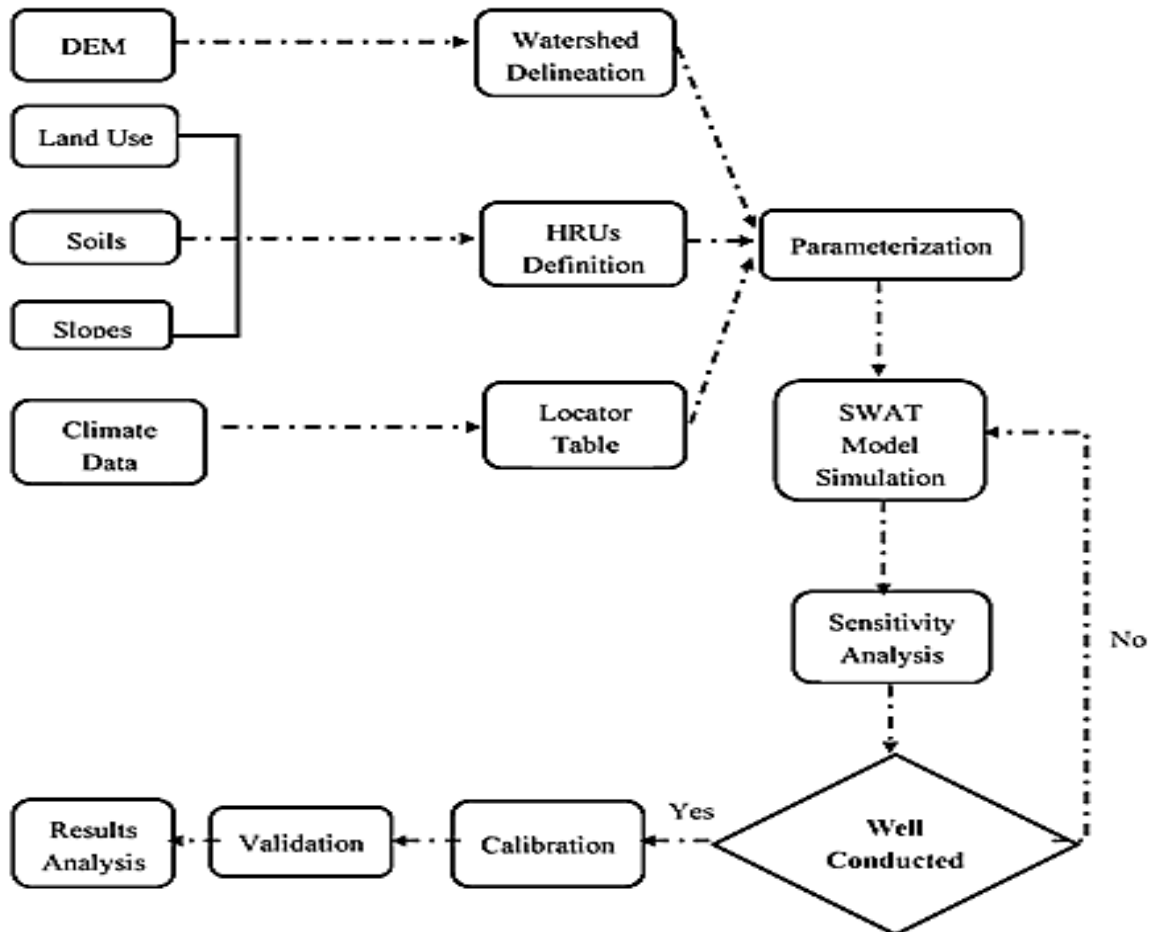 DEM
Watershed
Delineation
Land Use
Soils
HRUs
Definition
Parameterization
Slopes
Climate
Data
Locator
Table
SWAT
Model
Simulation
Sensitivity
Analysis
No
Yes
Well
Conducted
Calibration
Validation
Results
Analysis